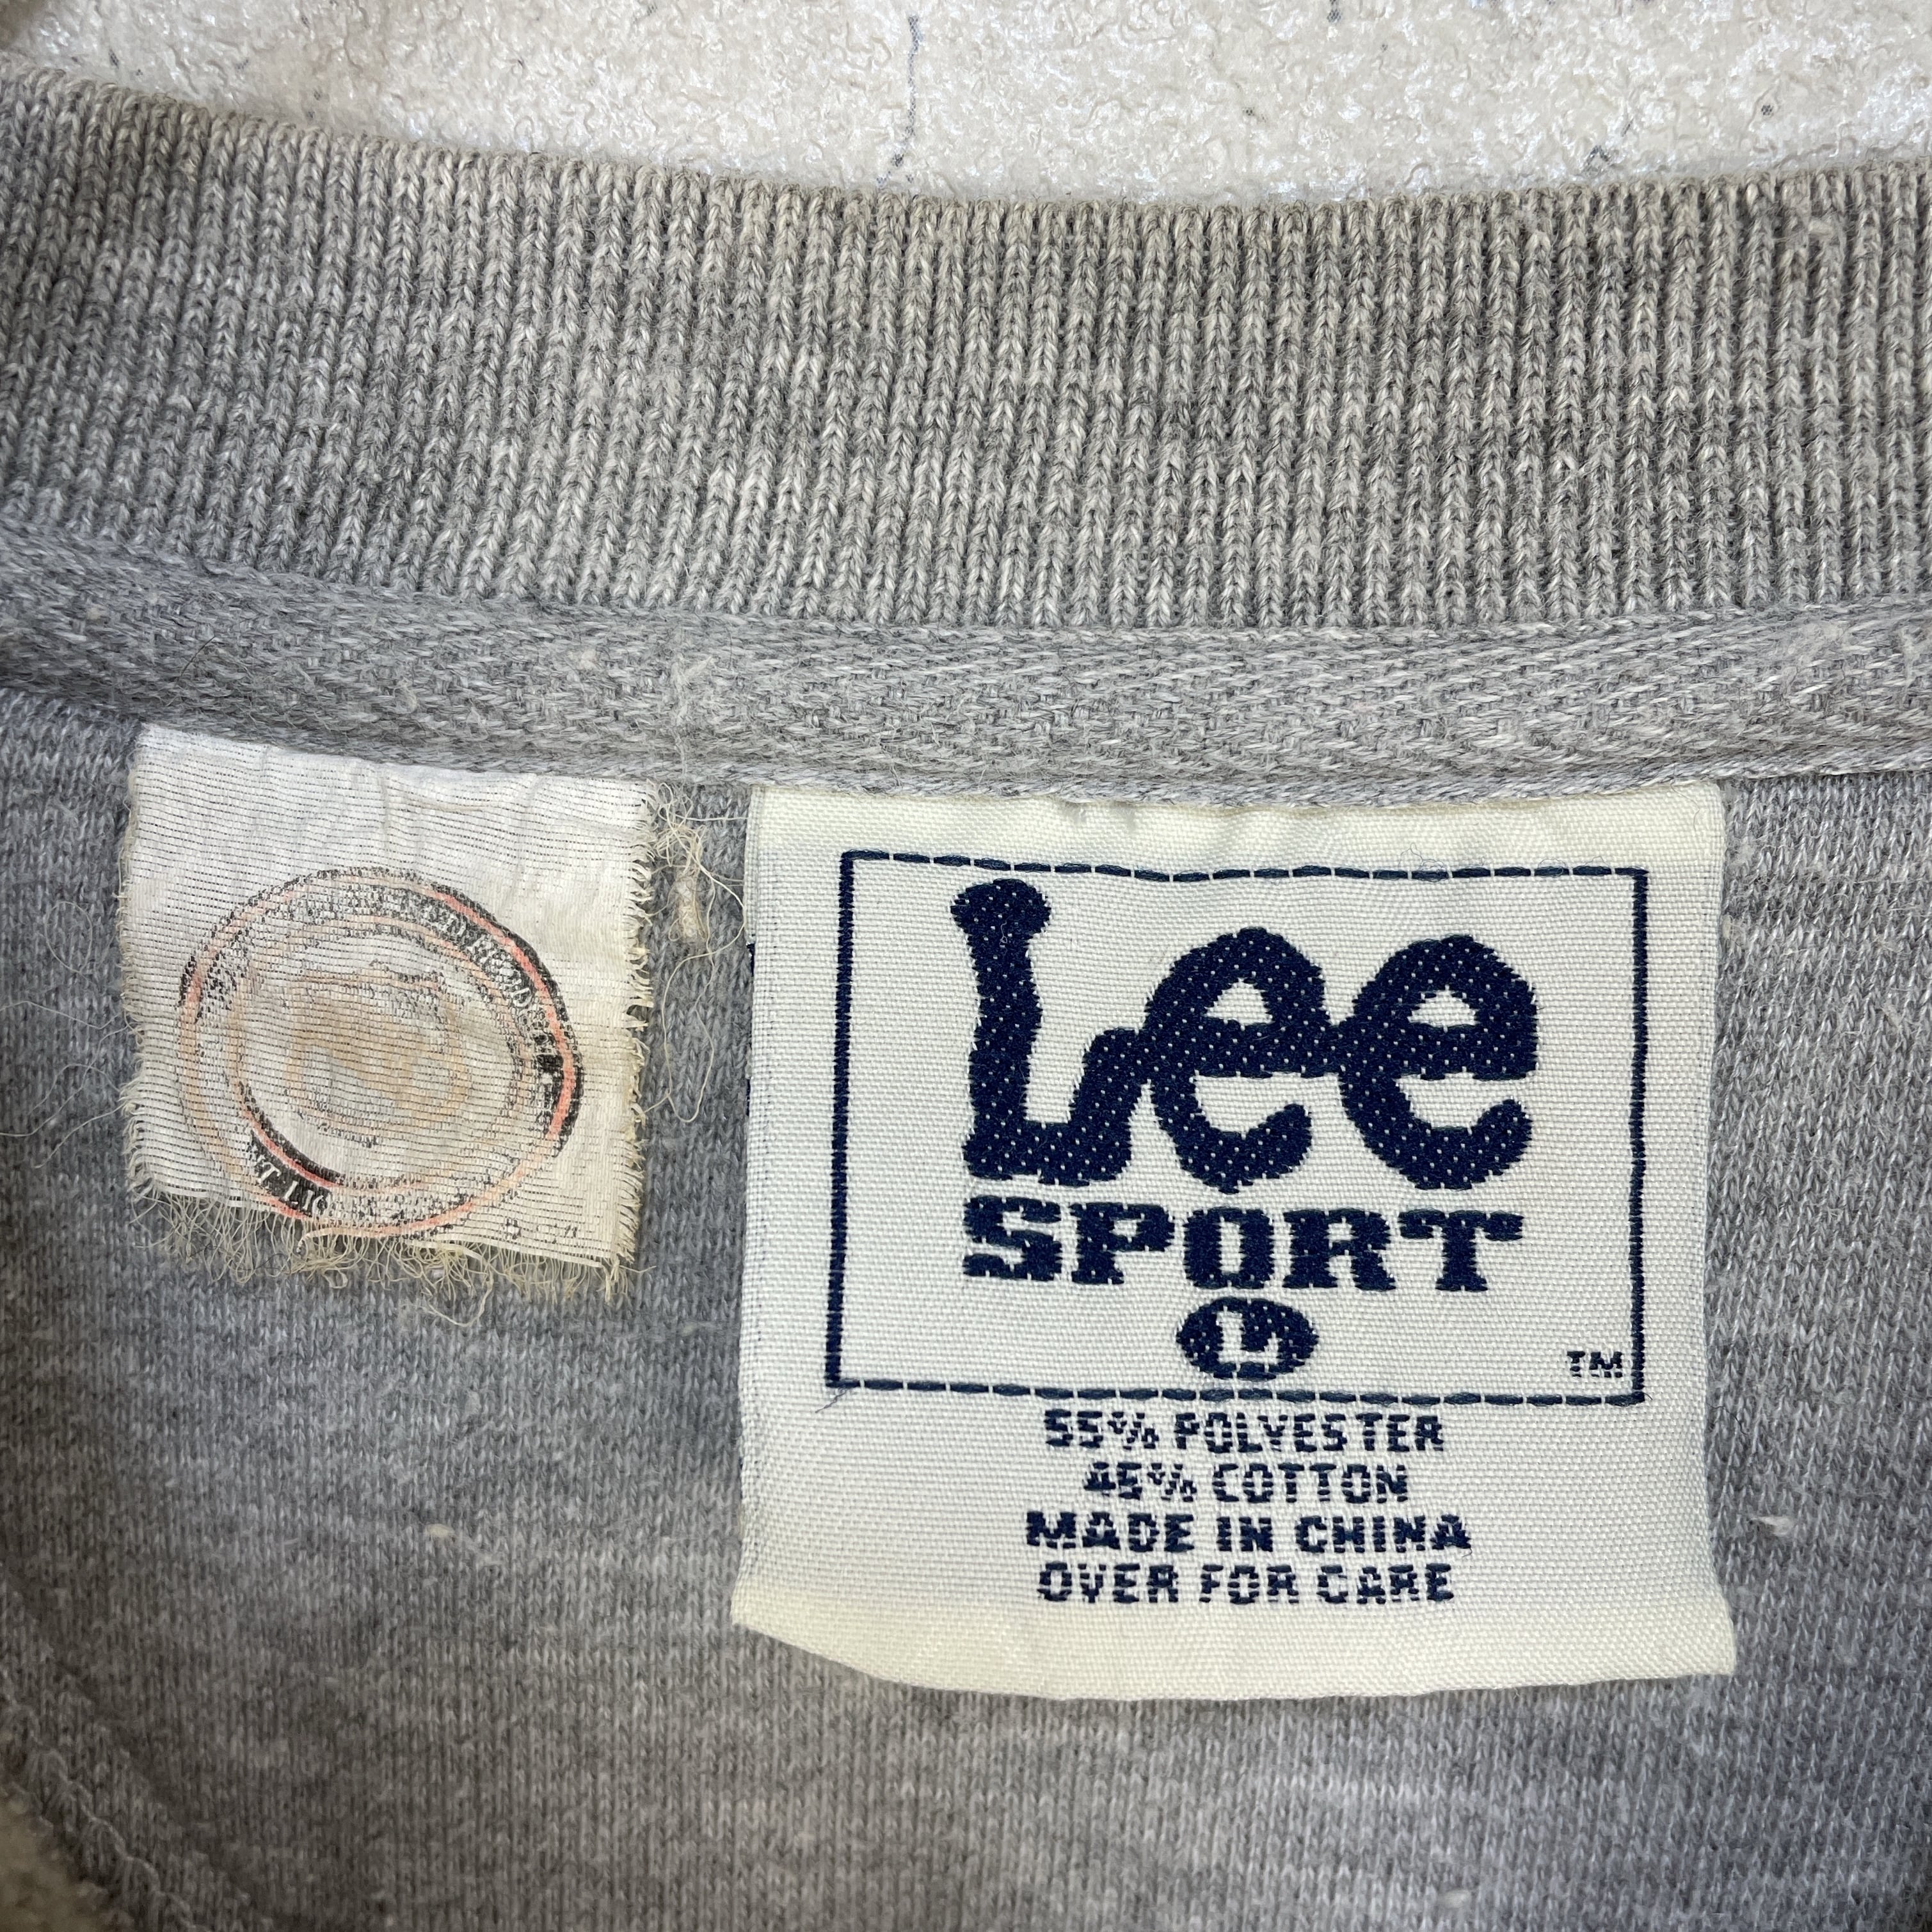 Lee
SPORT
L
TM
55% POLYESTER
45% COTTON
MADE IN CHINA
OVER FOR CARE